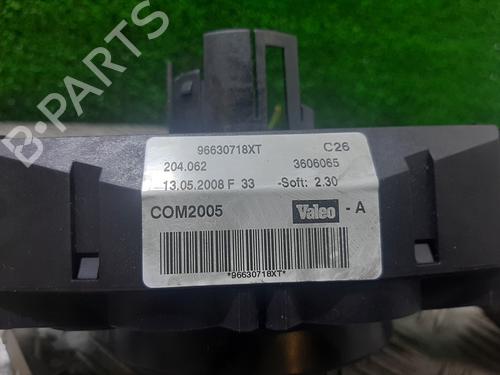 B-PARTS
96630718XT C26
204.062 3606065
13.05.2008 F 33 -Soft: 2.30
COM2005 Valeo - A
*96630718XT*